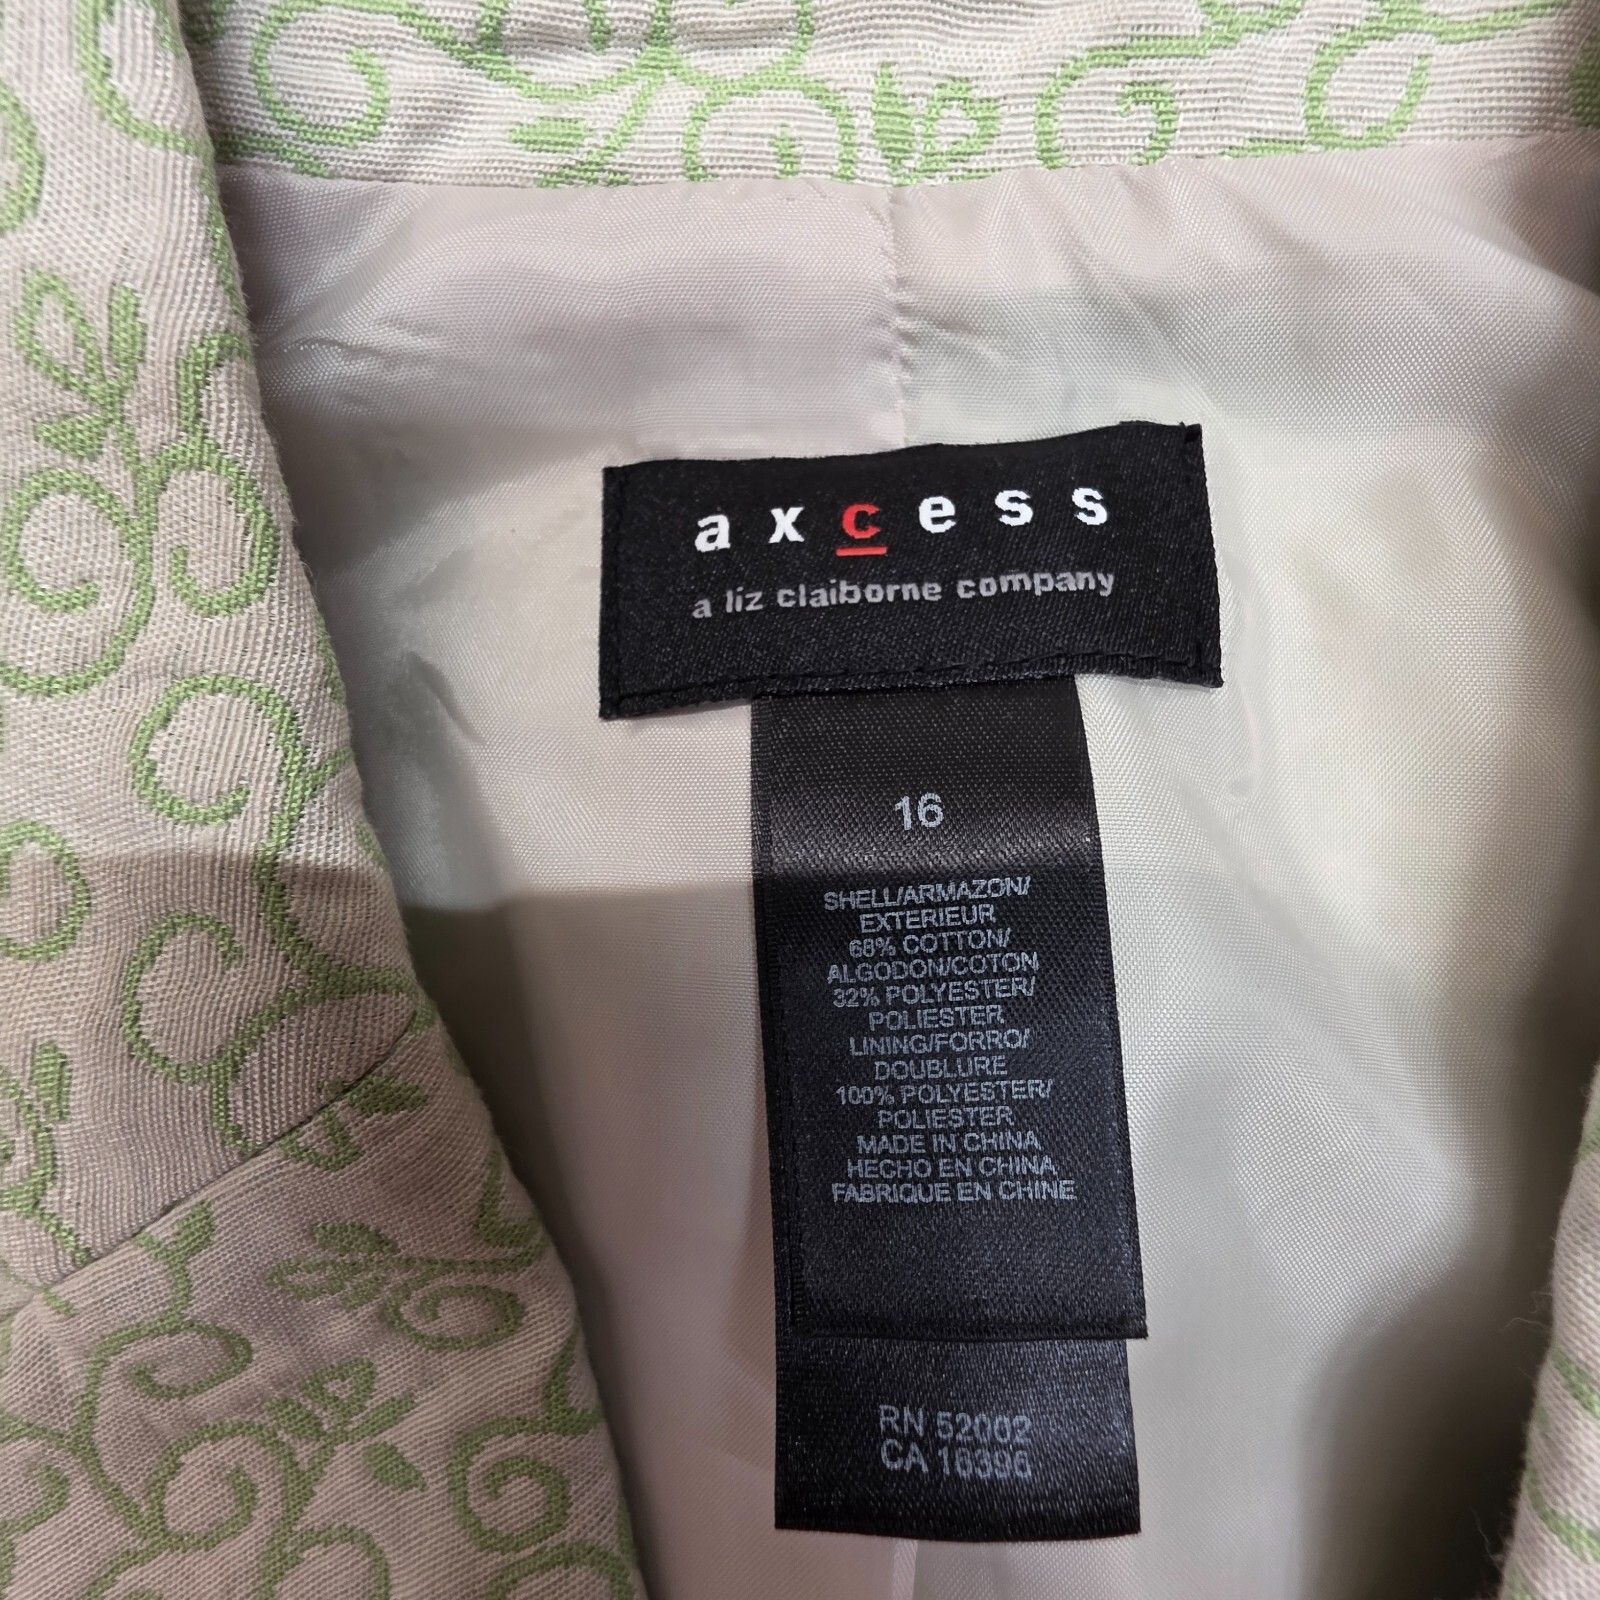 axcess
a liz claiborne company
16
SHELL/ARMAZON/
EXTERIEUR
68% COTTON/
ALGODON/COTON
32% POLYESTER/
POLIESTER
LINING/FORRO/
DOUBLURE
100% POLYESTER/
POLIESTER
MADE IN CHINA
HECHO EN CHINA
FABRIQUE EN CHINE
RN 52002
CA 16396